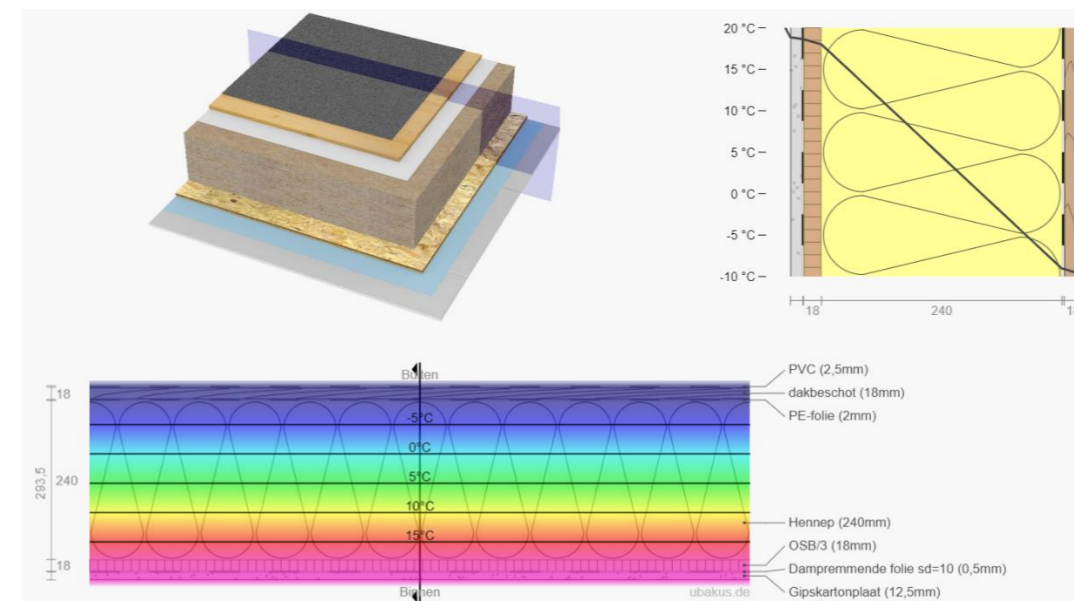 20 °C
15 °C
10 °C
5 °C
0 °C
-5 °C
-10 °C
18
240
Buiten
PVC (2,5mm)
18
dakbeschot (18mm)
-5°C
PE-folie (2mm)
0°C
293,5
240
5°C
10°C
Hennep (240mm)
15°C
OSB/3 (18mm)
18
Dampremmende folie sd=10 (0,5mm)
Binnen
ubakus.de
Gipskartonplaat (12,5mm)